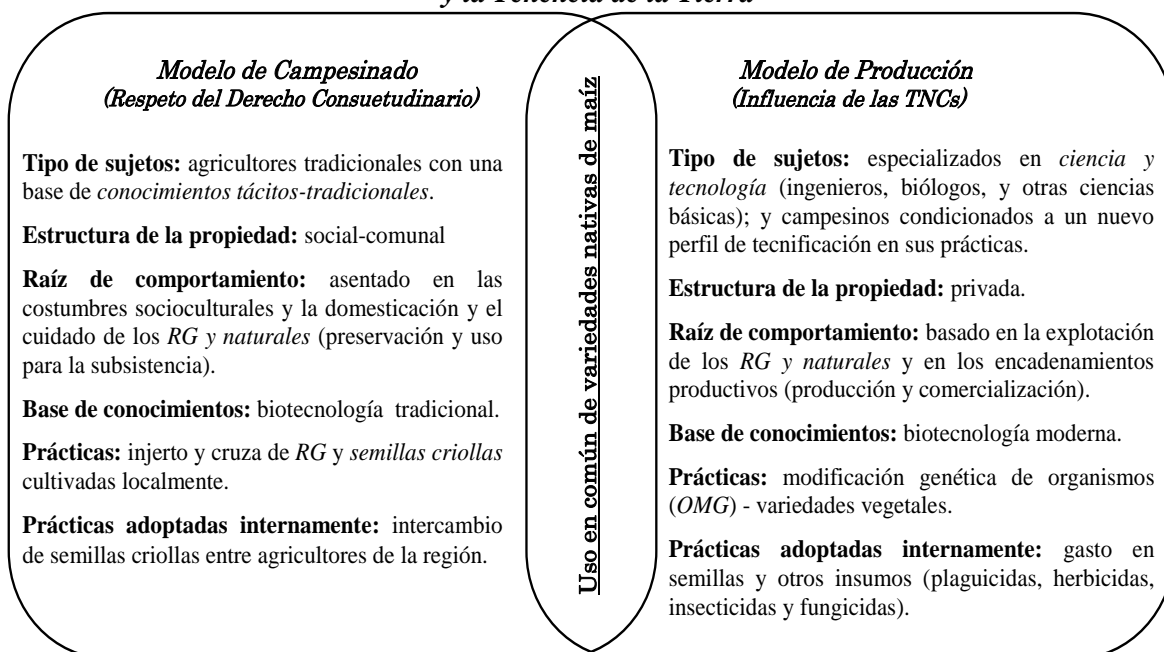 y la Tenencia de la Tierra
Modelo de Campesinado
(Respeto del Derecho Consuetudinario)
Tipo de sujetos: agricultores tradicionales con una
base de conocimientos tácitos-tradicionales.
Estructura de la propiedad: social-comunal
Raíz de comportamiento: asentado en las
costumbres socioculturales y la domesticación y el
cuidado de los RG y naturales (preservación y uso
para la subsistencia).
Base de conocimientos: biotecnología tradicional.
Prácticas: injerto y cruza de RG y semillas criollas
cultivadas localmente.
Prácticas adoptadas internamente: intercambio
de semillas criollas entre agricultores de la región.
Uso en común de variedades nativas de maíz
Modelo de Producción
(Influencia de las TNCs)
Tipo de sujetos: especializados en ciencia y
tecnología (ingenieros, biólogos, y otras ciencias
básicas); y campesinos condicionados a un nuevo
perfil de tecnificación en sus prácticas.
Estructura de la propiedad: privada.
Raíz de comportamiento: basado en la explotación
de los RG y naturales y en los encadenamientos
productivos (producción y comercialización).
Base de conocimientos: biotecnología moderna.
Prácticas: modificación genética de organismos
(OMG) - variedades vegetales.
Prácticas adoptadas internamente: gasto en
semillas y otros insumos (plaguicidas, herbicidas,
insecticidas y fungicidas).